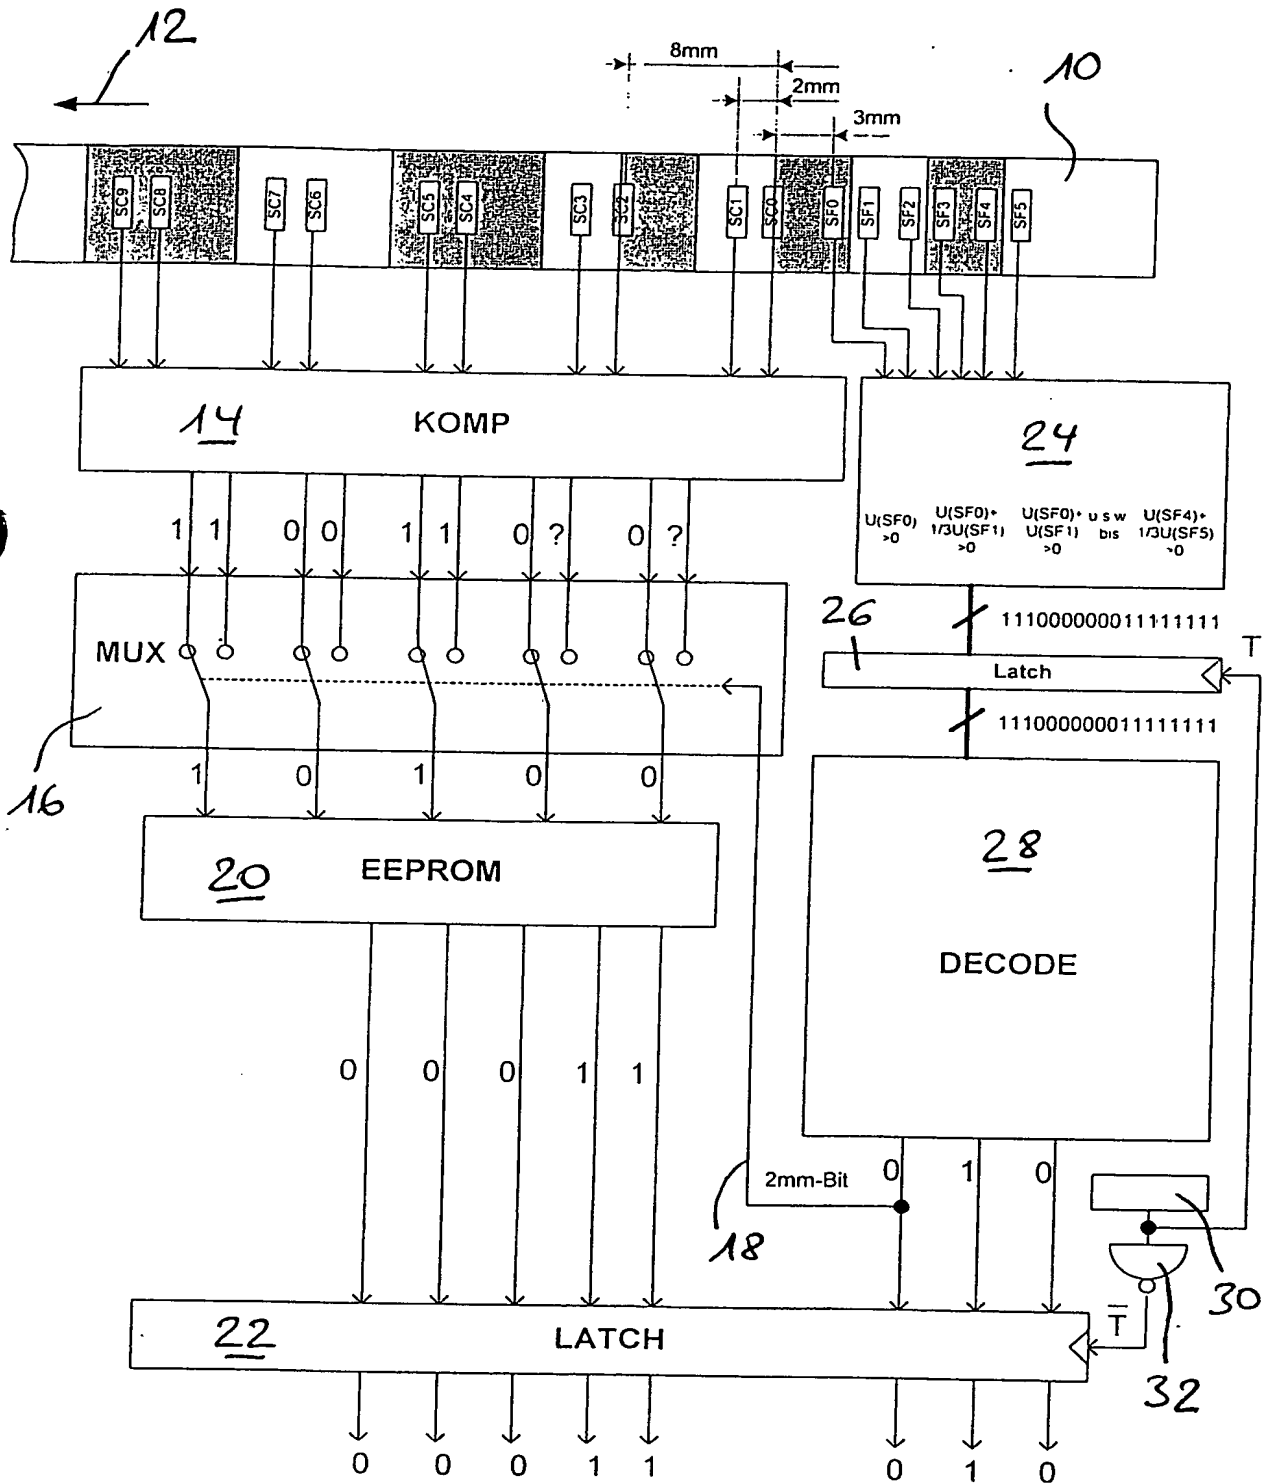 12
8mm
10
2mm
3mm
SC9 SC8 SC7 SC6 SC5 SC4 SC3 SC2 SC1 SC0 SF0 SF1 SF2 SF3 SF4 SF5
14 KOMP
24
U(SF0) >0
U(SF0)+ 1/3U(SF1) >0
U(SF0)+ U(SF1) >0
u s w bis
U(SF4)+ 1/3U(SF5) >0
1 1 0 0 1 1 0 ? 0 ?
26
111000000011111111
T
MUX
Latch
111000000011111111
16
1 0 1 0 0
20 EEPROM
28
DECODE
0 0 0 1 1
2mm-Bit
0 1 0
18
30
22 LATCH
T̅
32
0 0 0 1 1 0 1 0